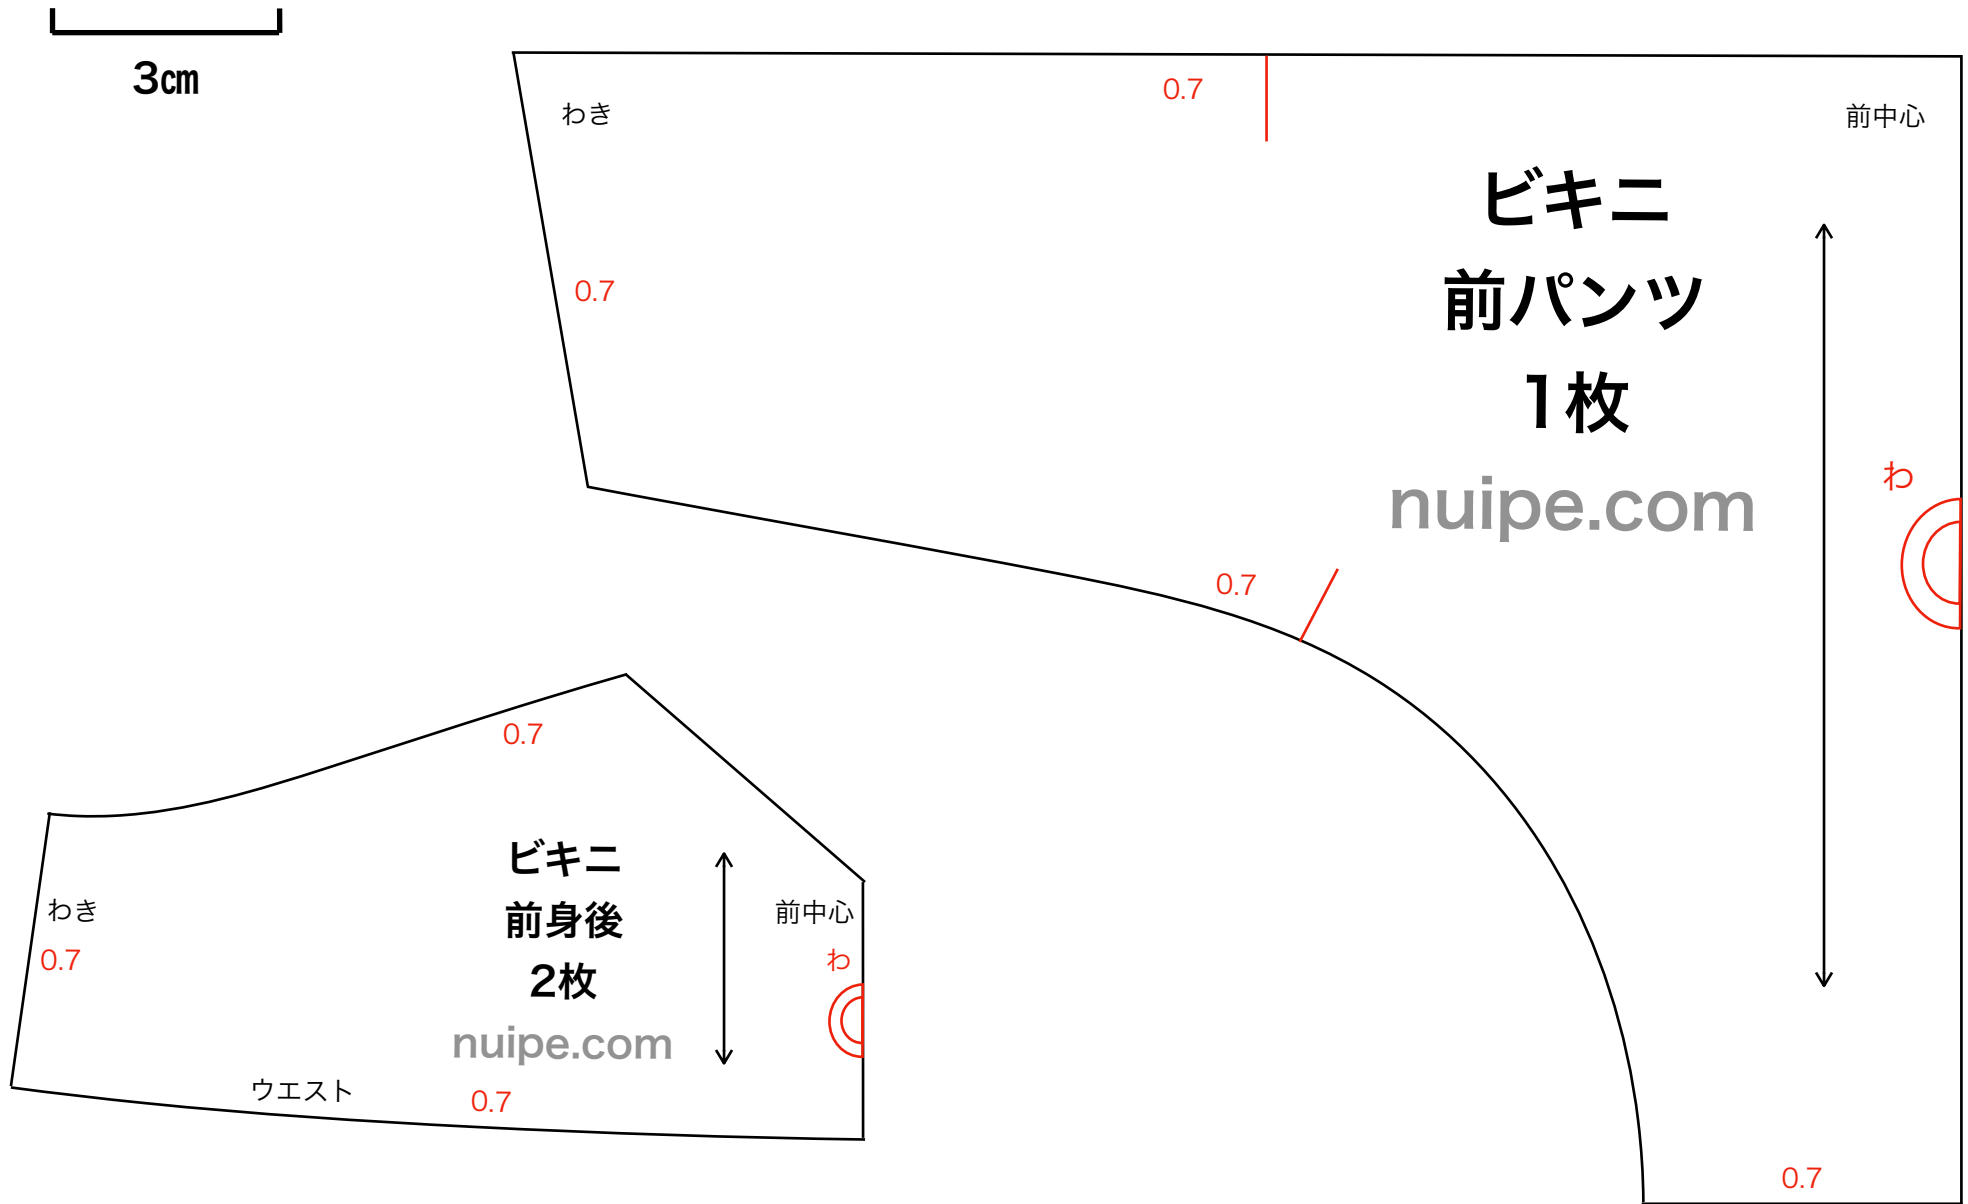 3㎝
わき
0.7
前中心
0.7
ビキニ
前パンツ
1枚
nuipe.com
わ
0.7
0.7
0.7
ビキニ
前身後
2枚
nuipe.com
わき
0.7
前中心
わ
ウエスト
0.7